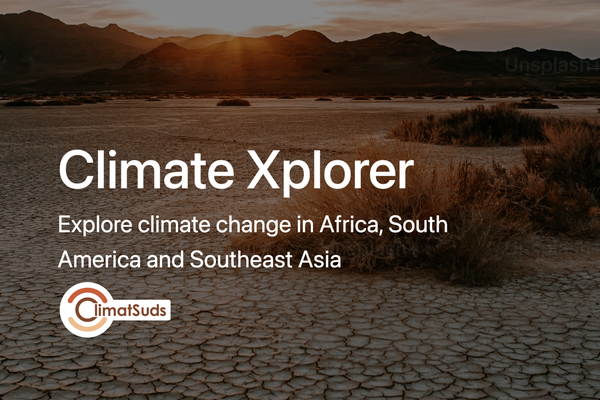 Unsplash+
Climate Xplorer
Explore climate change in Africa, South
America and Southeast Asia
ClimatSuds